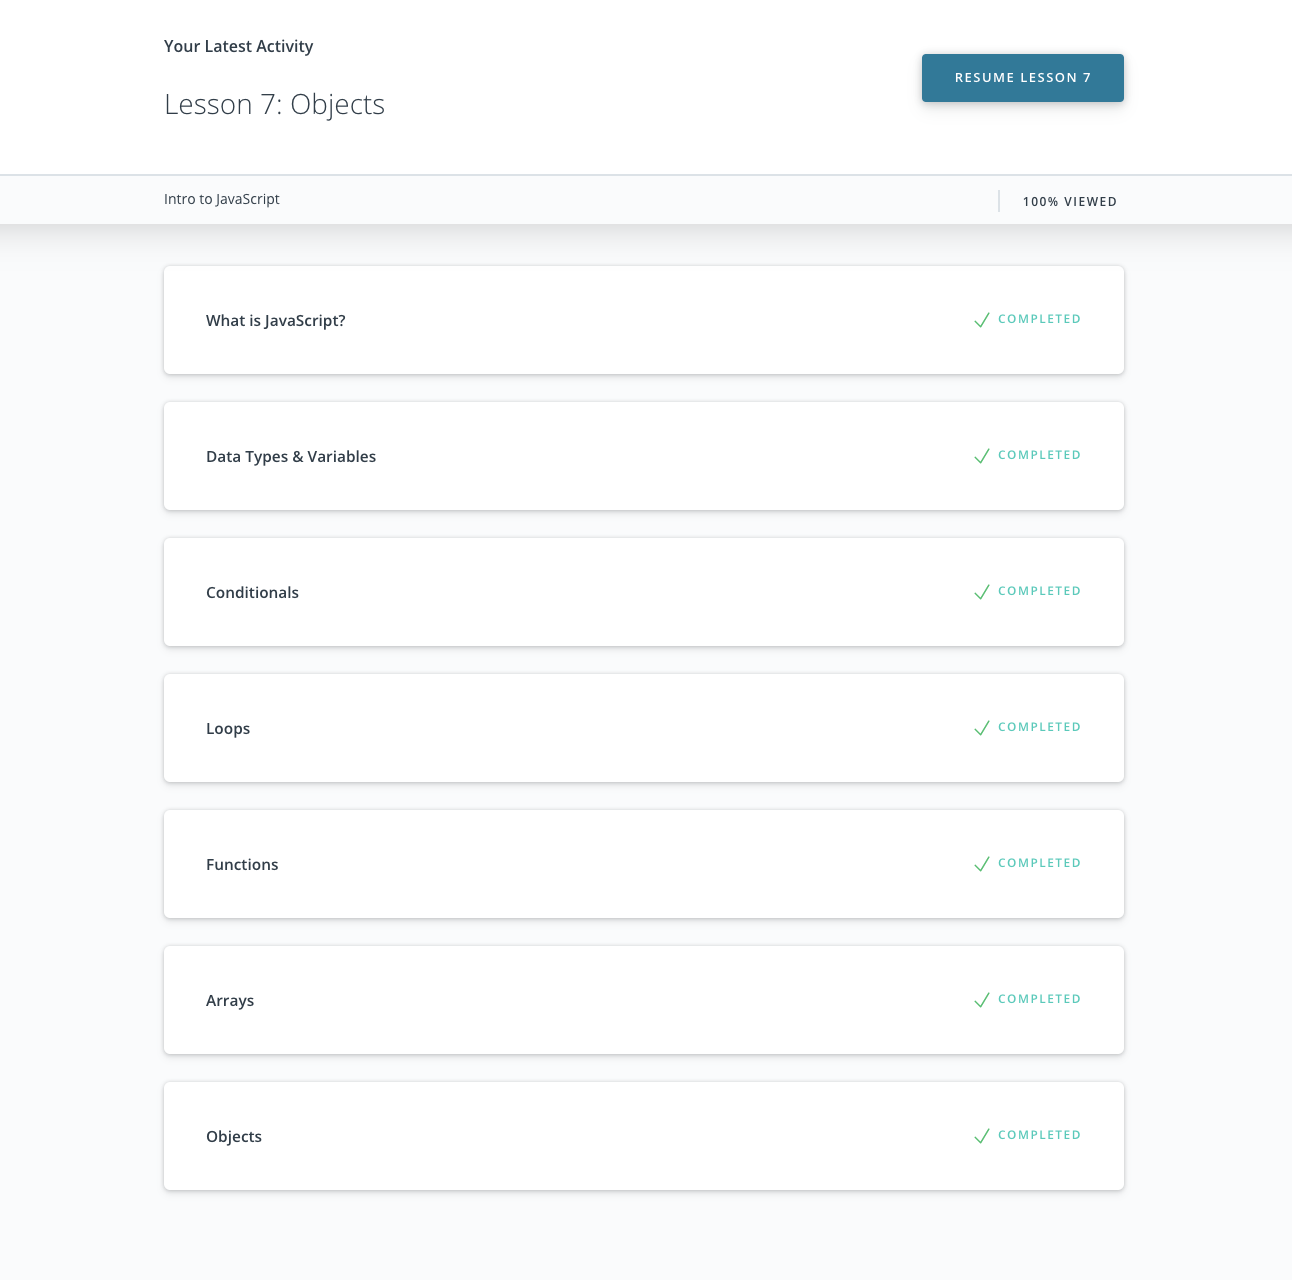 Your Latest Activity
RESUME LESSON 7
Lesson 7: Objects
Intro to JavaScript
100% VIEWED
What is JavaScript?
COMPLETED
Data Types & Variables
COMPLETED
Conditionals
COMPLETED
Loops
COMPLETED
Functions
COMPLETED
Arrays
COMPLETED
Objects
COMPLETED